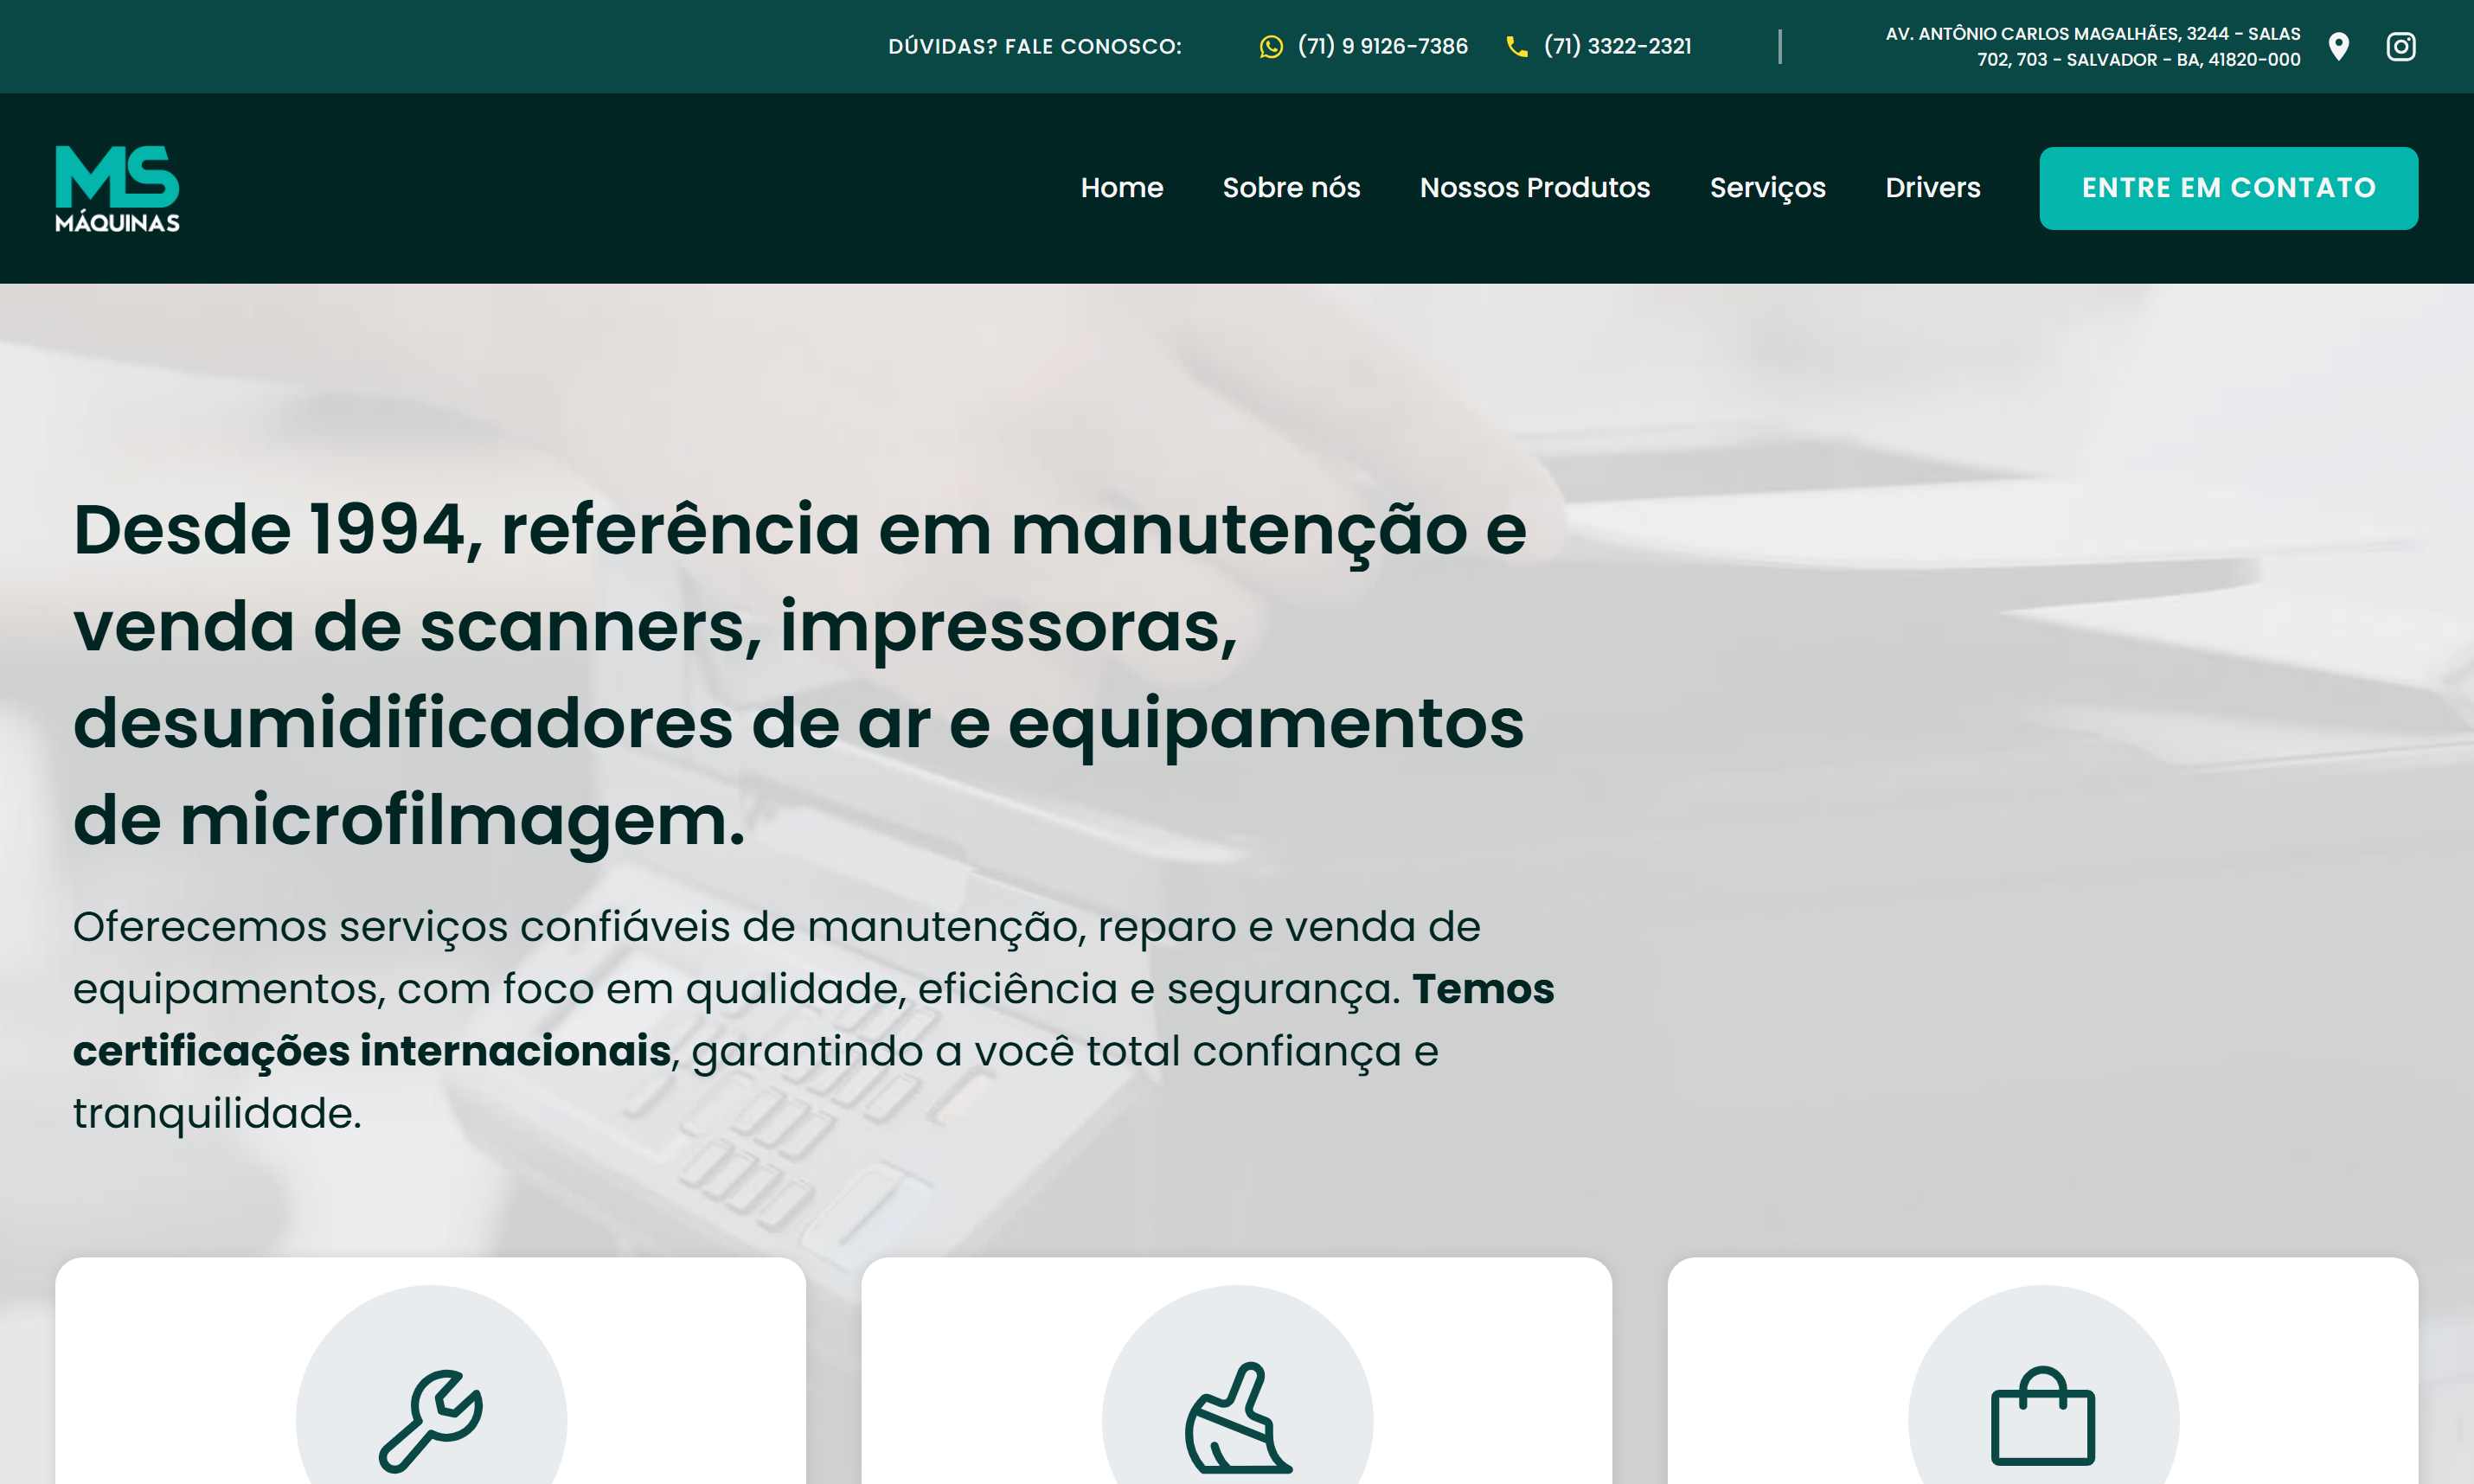 DÚVIDAS? FALE CONOSCO:
(71) 9 9126-7386
(71) 3322-2321
AV. ANTÔNIO CARLOS MAGALHÃES, 3244 - SALAS
702, 703 - SALVADOR - BA, 41820-000
MS
MÁQUINAS
Home
Sobre nós
Nossos Produtos
Serviços
Drivers
ENTRE EM CONTATO
Desde 1994, referência em manutenção e
venda de scanners, impressoras,
desumidificadores de ar e equipamentos
de microfilmagem.
Oferecemos serviços confiáveis de manutenção, reparo e venda de
equipamentos, com foco em qualidade, eficiência e segurança. Temos
certificações internacionais, garantindo a você total confiança e
tranquilidade.